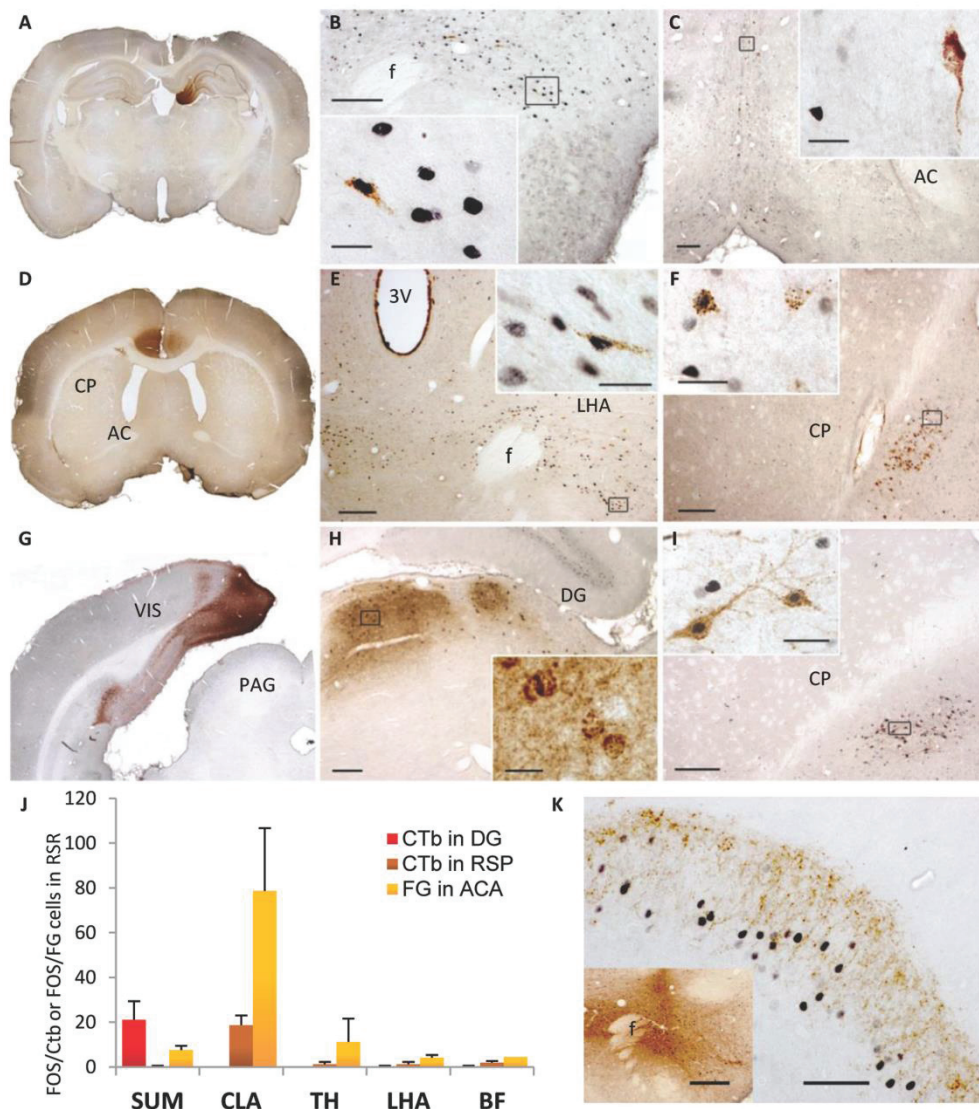 A
B
f
C
AC
D
CP
AC
E
3V
LHA
f
F
CP
G
VIS
PAG
H
DG
I
CP
J
FOS/Ctb or FOS/FG cells in RSR
120
100
80
60
40
20
0
CTb in DG
CTb in RSP
FG in ACA
SUM CLA TH LHA BF
K
f